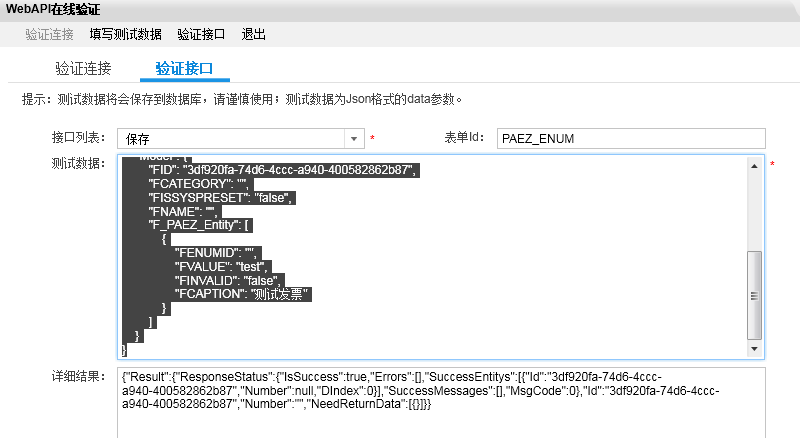 WebAPI在线验证
验证连接 填写测试数据 验证接口 退出
验证连接 验证接口
提示：测试数据将会保存到数据库，请谨慎使用；测试数据为Json格式的data参数。
接口列表： 保存 * 表单Id： PAEZ_ENUM
测试数据： "Model": { *
"FID": "3df920fa-74d6-4ccc-a940-400582862b87",
"FCATEGORY": "",
"FISSYSPRESET": "false",
"FNAME": "",
"F_PAEZ_Entity": [
{
"FENUMID": "",
"FVALUE": "test",
"FINVALID": "false",
"FCAPTION": "测试发票"
}
]
}
}
详细结果： {"Result":{"ResponseStatus":{"IsSuccess":true,"Errors":[],"SuccessEntitys":[{"Id":"3df920fa-74d6-4ccc-
a940-400582862b87","Number":null,"DIndex":0}],"SuccessMessages":[],"MsgCode":0},"Id":"3df920fa-74d6-4ccc-
a940-400582862b87","Number":"","NeedReturnData":[{}]}}